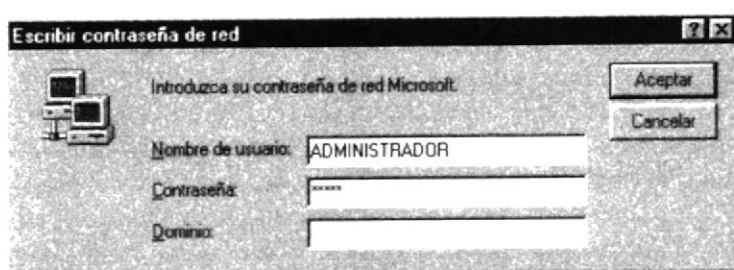 Escribir contraseña de red
Introduzca su contraseña de red Microsoft.
Aceptar
Cancelar
Nombre de usuario: ADMINISTRADOR
Contraseña: *****
Dominio: